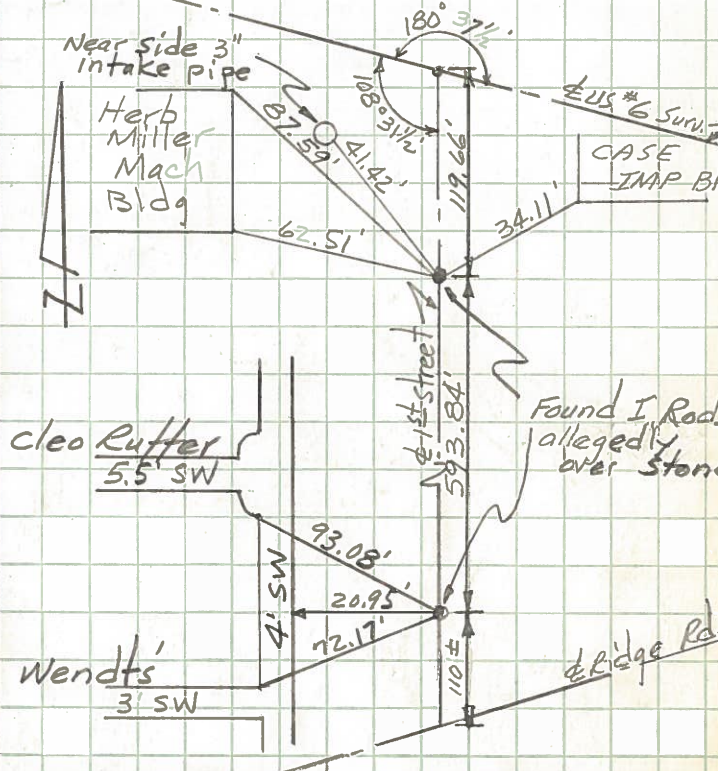 180° 37½'
Near Side 3"
intake pipe
108° 31½'
℄ US #6 Surv.
Herb
Miller
Mach
Bldg
87.59'
41.42'
119.66'
CASE
IMP
34.11'
62.51'
℄ 1st Street
593.84'
Found I Rod
allegedly
over Stone
Cleo Rutter
5.5' SW
93.08'
4' SW
20.95'
72.17'
110'±
Wendts'
3' SW
℄ Ridge Rd